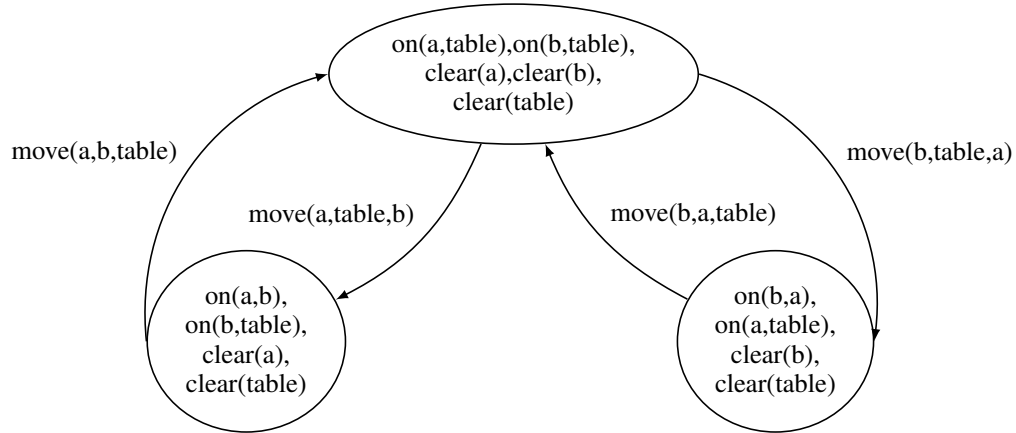 on(a,table),on(b,table),
clear(a),clear(b),
clear(table)
move(a,b,table)
move(b,table,a)
move(a,table,b)
move(b,a,table)
on(a,b),
on(b,table),
clear(a),
clear(table)
on(b,a),
on(a,table),
clear(b),
clear(table)